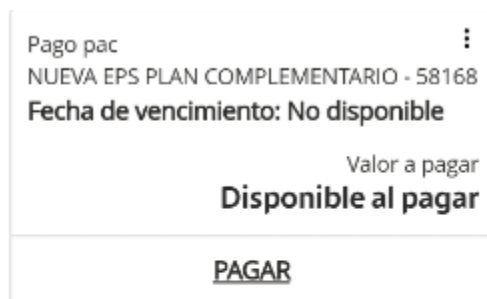 Pago pac
NUEVA EPS PLAN COMPLEMENTARIO - 58168
Fecha de vencimiento: No disponible
Valor a pagar
Disponible al pagar
PAGAR